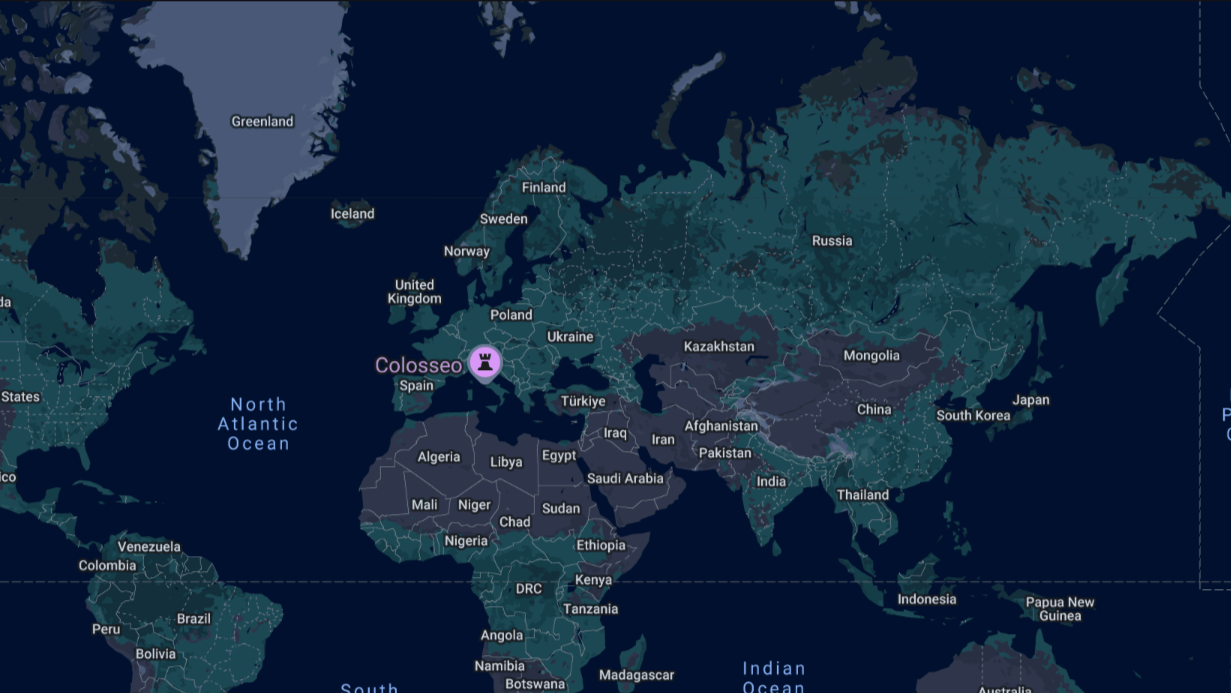 Greenland
Finland
Iceland
Sweden
Russia
Norway
United
Kingdom
da
Poland
Ukraine
Kazakhstan
Mongolia
Colosseo
Spain
States
Türkiye
Japan
North
Atlantic
Ocean
China
South Korea
P
Afghanistan
Iraq
Iran
Pakistan
Algeria
Libya
Egypt
ico
Saudi Arabia
India
Thailand
Mali
Niger
Sudan
Chad
Nigeria
Ethiopia
Venezuela
Colombia
Kenya
DRC
Indonesia
Papua New
Guinea
Tanzania
Brazil
Peru
Angola
Bolivia
Namibia
Madagascar
Botswana
Indian
Ocean
South
Australia